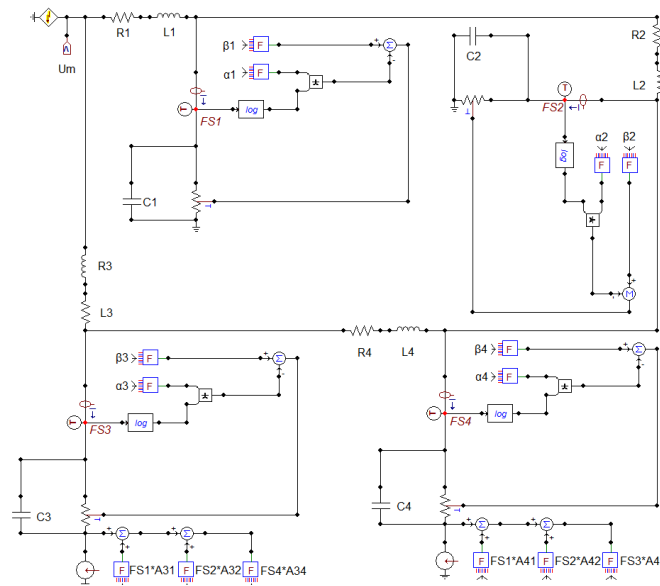 R1
L1
Um
β1
F
Σ
α1
F
*
I
T
FS1
log
C1
T
R2
C2
L2
T
FS2
I
T
log
α2
β2
F
F
*
Σ
R3
L3
R4
L4
β3
F
Σ
α3
F
*
I
T
FS3
log
β4
F
Σ
α4
F
*
I
T
FS4
log
C3
T
Σ
Σ
F
FS1*A31
F
FS2*A32
F
FS4*A34
C4
T
Σ
Σ
F
FS1*A41
F
FS2*A42
F
FS3*A4